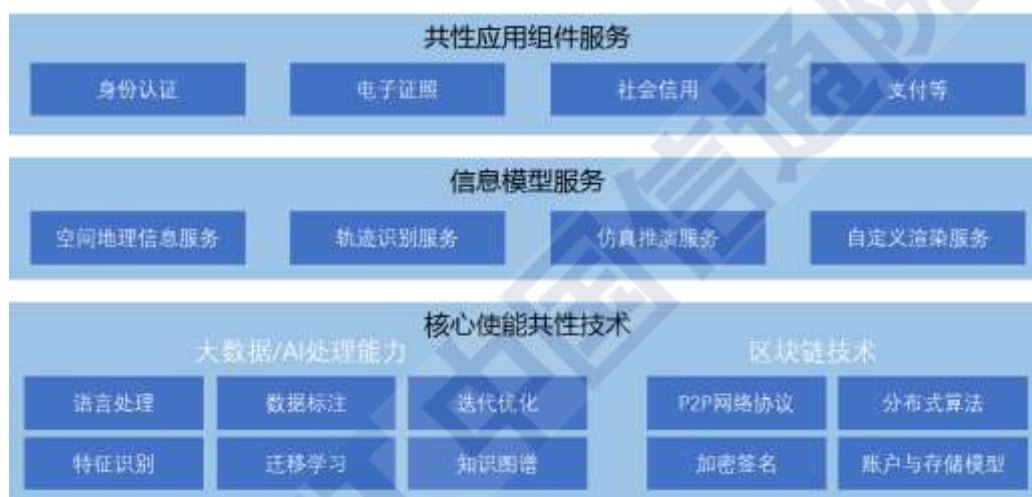 共性应用组件服务
身份认证 电子证照 社会信用 支付等
信息模型服务
空间地理信息服务 轨迹识别服务 仿真推演服务 自定义渲染服务
核心使能共性技术
大数据/AI处理能力 区块链技术
语言处理 数据标注 迭代优化 P2P网络协议 分布式算法
特征识别 迁移学习 知识图谱 加密签名 账户与存储模型
中国信通院